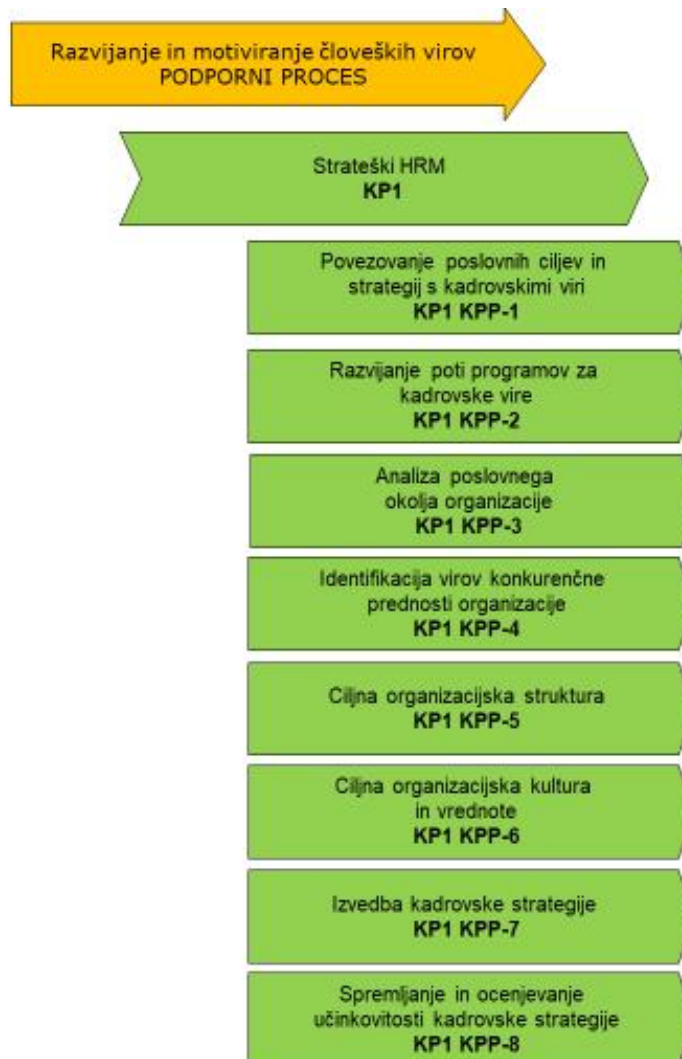 Razvijanje in motiviranje človeških virov
PODPORNI PROCES
Strateški HRM
KP1
Povezovanje poslovnih ciljev in
strategij s kadrovskimi viri
KP1 KPP-1
Razvijanje poti programov za
kadrovske vire
KP1 KPP-2
Analiza poslovnega
okolja organizacije
KP1 KPP-3
Identifikacija virov konkurenčne
prednosti organizacije
KP1 KPP-4
Ciljna organizacijska struktura
KP1 KPP-5
Ciljna organizacijska kultura
in vrednote
KP1 KPP-6
Izvedba kadrovske strategije
KP1 KPP-7
Spremljanje in ocenjevanje
učinkovitosti kadrovske strategije
KP1 KPP-8